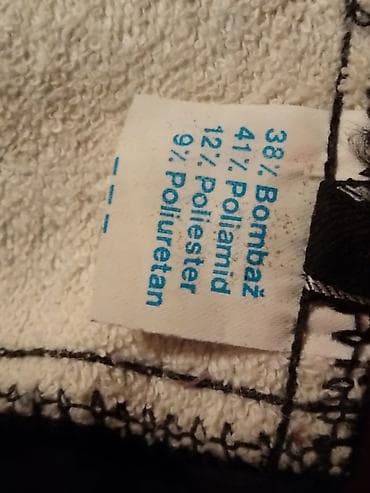 38% Bombaž
41% Poliamid
12% Poliester
9% Poliuretan